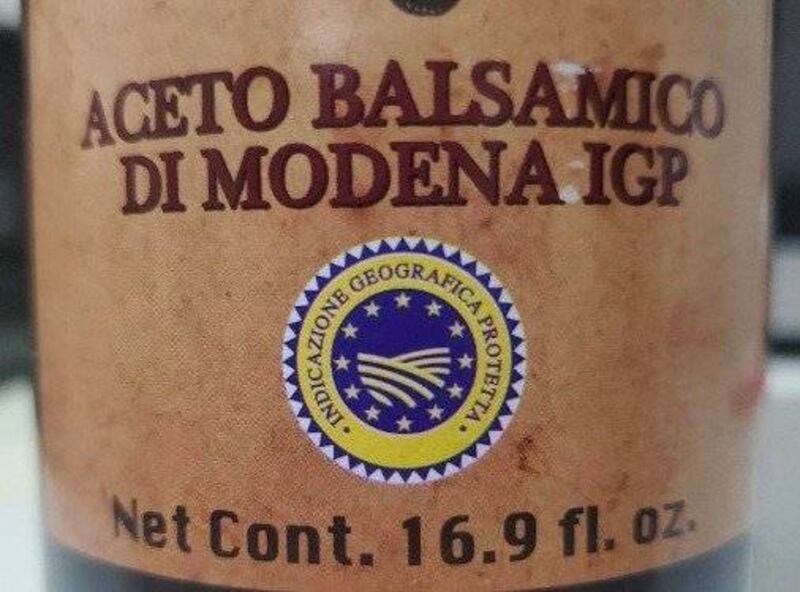 ACETO BALSAMICO
DI MODENA IGP
• INDICAZIONE GEOGRAFICA PROTETTA •
Net Cont. 16.9 fl. oz.